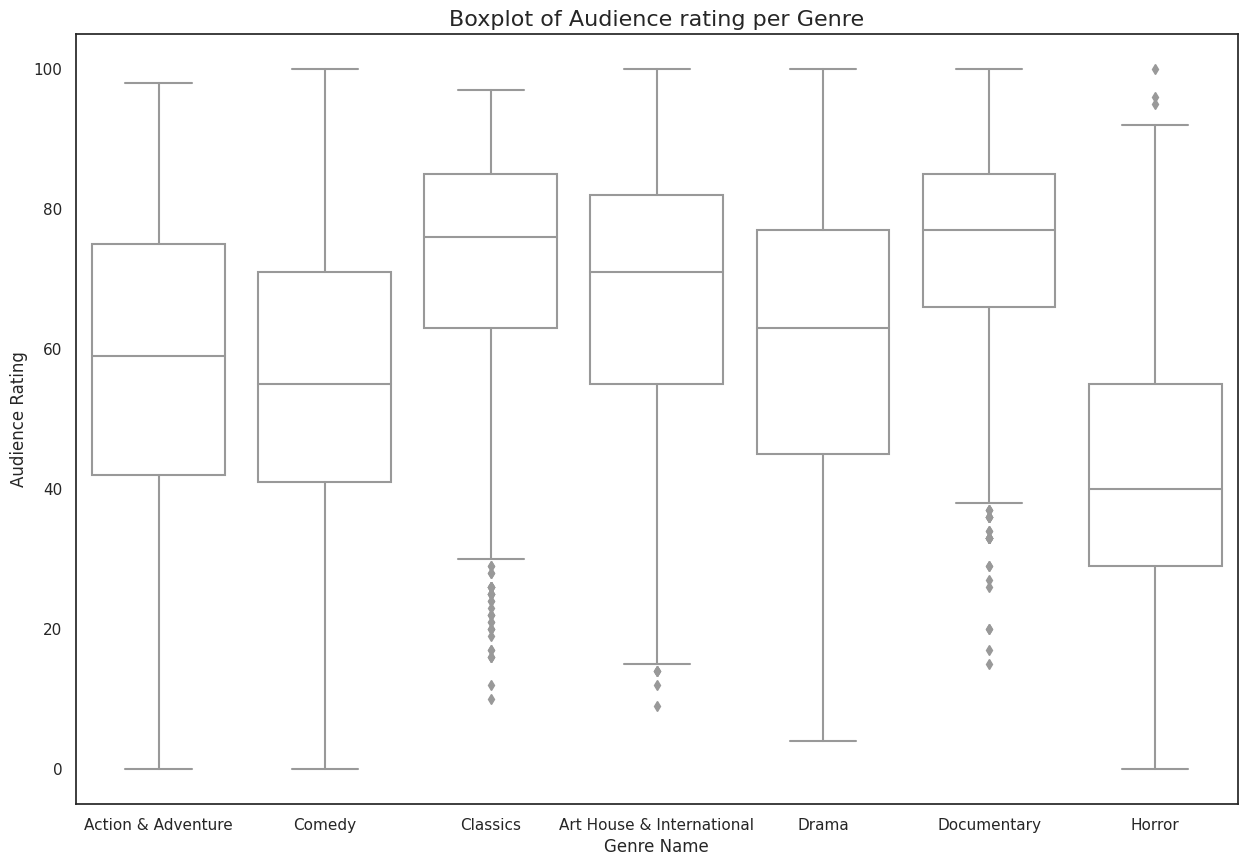 Boxplot of Audience rating per Genre
100
80
60
40
20
0
Audience Rating
Action & Adventure
Comedy
Classics
Art House & International
Drama
Documentary
Horror
Genre Name